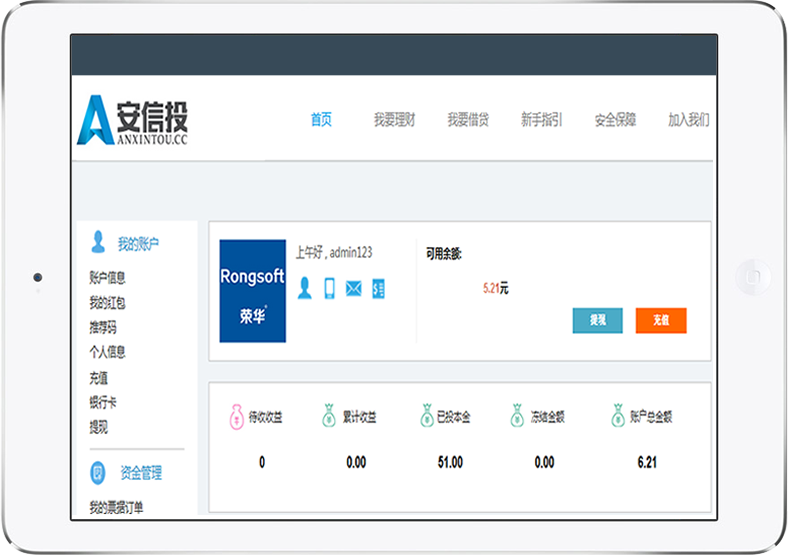 安信投
ANXINTOU.CC
首页 我要理财 我要借贷 新手指引 安全保障 加入我们
我的账户
账户信息
我的红包
推荐码
个人信息
充值
银行卡
提现
资金管理
我的票据订单
Rongsoft
荣华
上午好 , admin123
可用余额:
5.21元
提现 充值
待收收益 累计收益 已投本金 冻结金额 账户总金额
0 0.00 51.00 0.00 6.21